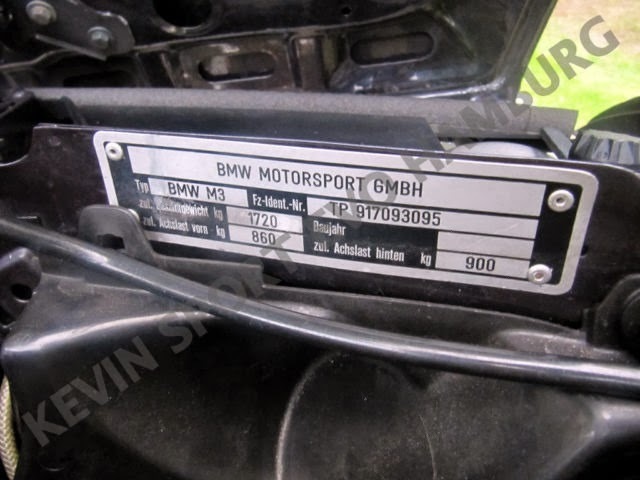 BMW MOTORSPORT GMBH
Typ BMW M3 Fz-Ident.-Nr. TP 917093095
zul. Gesamtgewicht kg 1720 Baujahr
zul. Achslast vorn kg 860 zul. Achslast hinten kg 900
KEVIN SPORT EVO HAMBURG